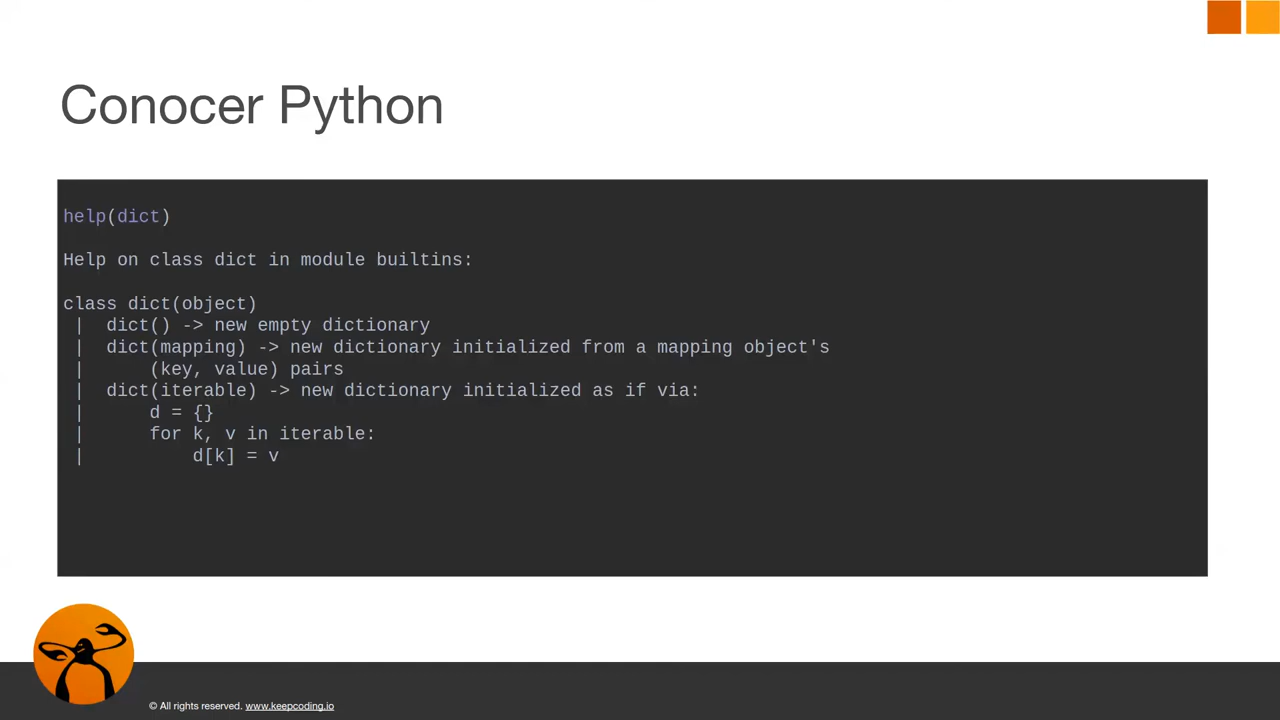 Conocer Python
help(dict)
Help on class dict in module builtins:
class dict(object)
 |  dict() -> new empty dictionary
 |  dict(mapping) -> new dictionary initialized from a mapping object's
 |      (key, value) pairs
 |  dict(iterable) -> new dictionary initialized as if via:
 |      d = {}
 |      for k, v in iterable:
 |          d[k] = v
© All rights reserved. www.keepcoding.io